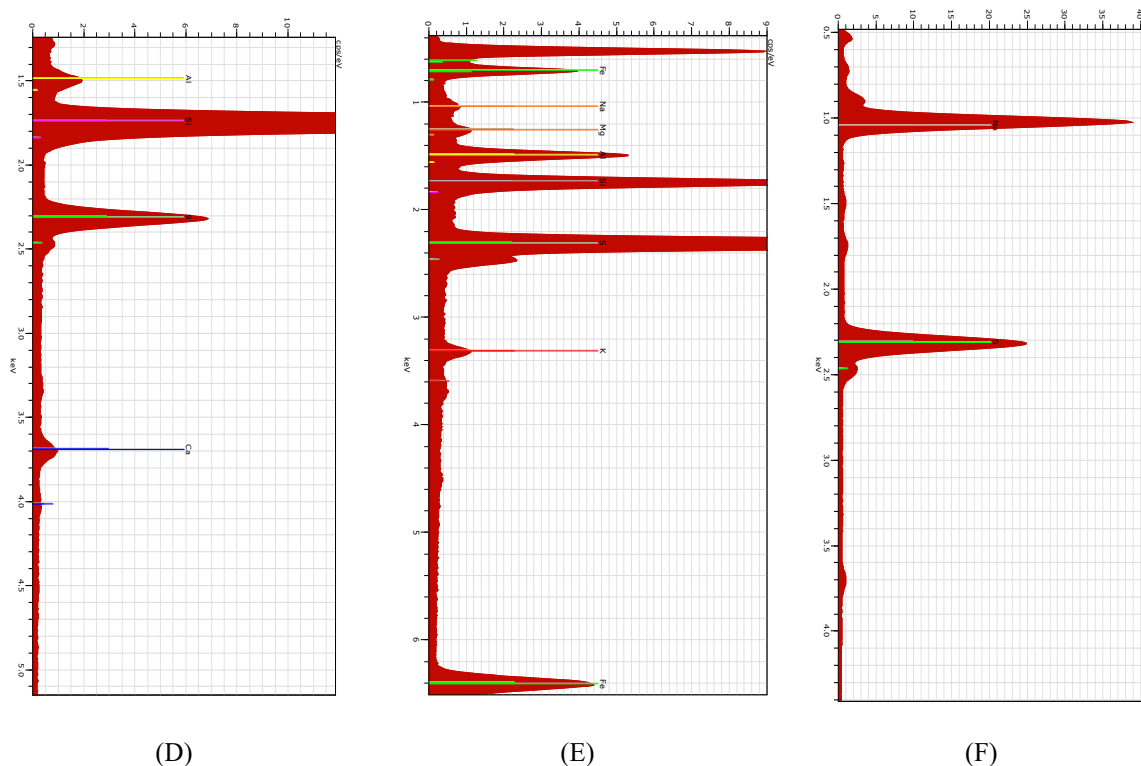 0 2 4 6 8 10
cps/eV
Al
Si
S
Ca
1.5 2.0 2.5 3.0 3.5 4.0 4.5 5.0
keV
0 1 2 3 4 5 6 7 8 9
cps/eV
Fe
Na
Mg
Al
Si
S
K
Fe
1 2 3 4 5 6
keV
0 5 10 15 20 25 30 35 40
Na
0.5 1.0 1.5 2.0 2.5 3.0 3.5 4.0
keV
(D) (E) (F)